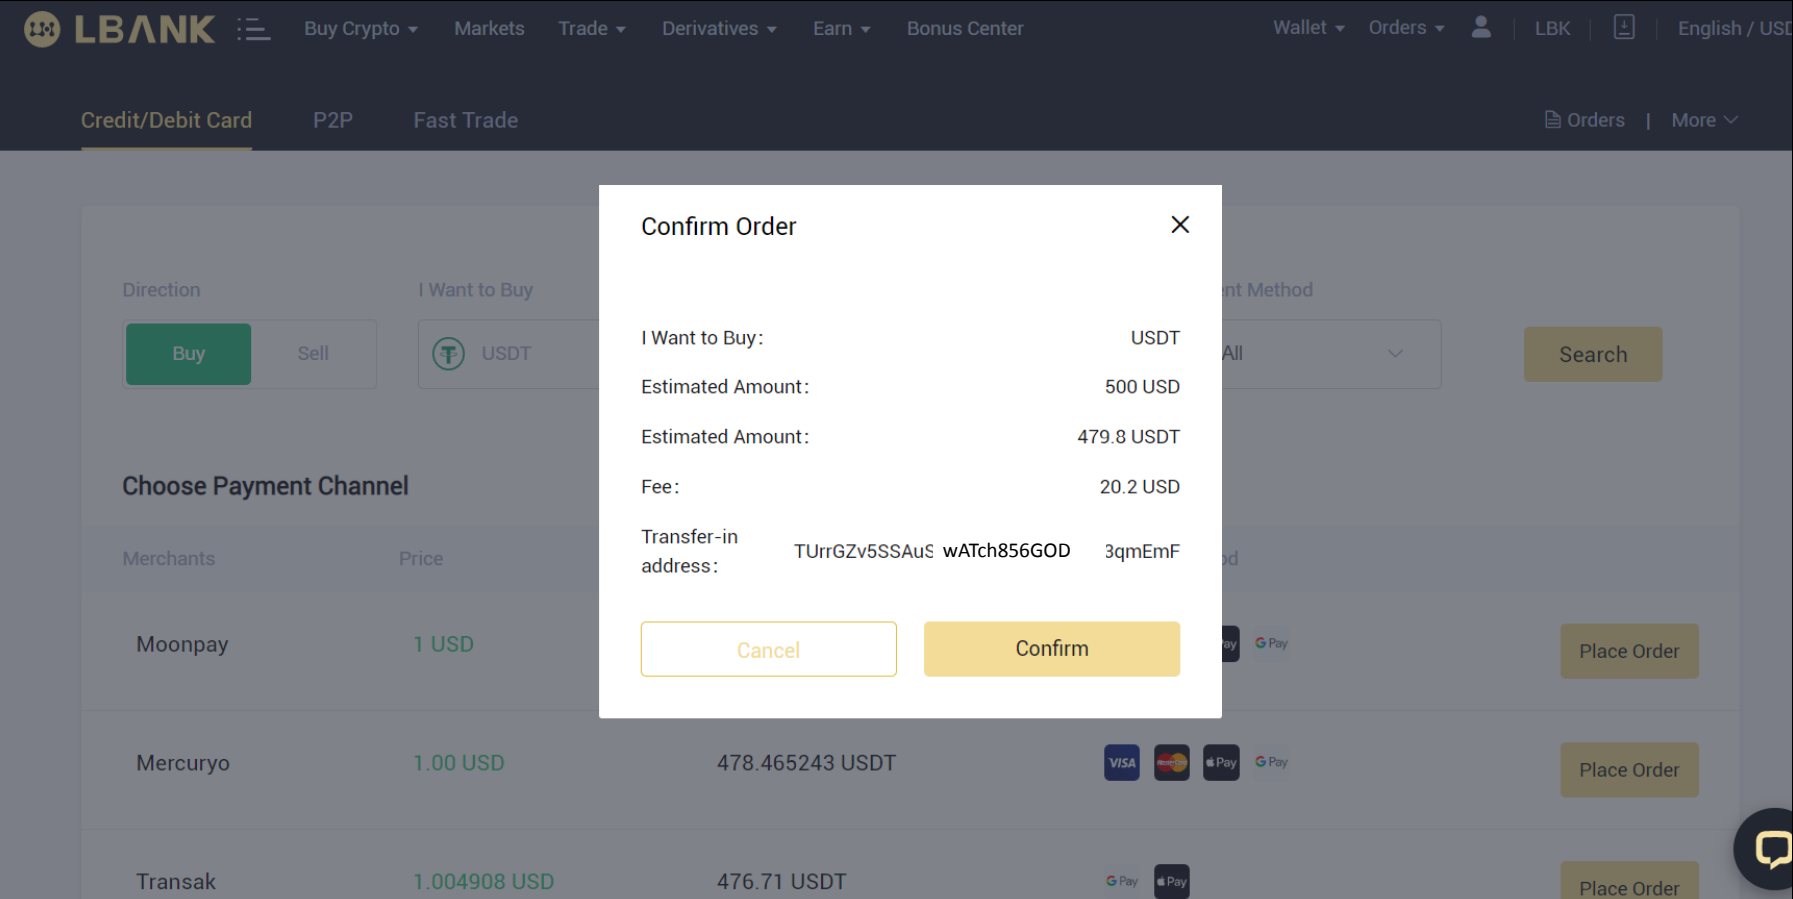 LBANK Buy Crypto Markets Trade Derivatives Earn Bonus Center Wallet Orders LBK English / USD
Credit/Debit Card P2P Fast Trade Orders | More
Confirm Order
Direction I Want to Buy Method
Buy Sell USDT All Search
I Want to Buy: USDT
Estimated Amount: 500 USD
Estimated Amount: 479.8 USDT
Fee: 20.2 USD
Transfer-in address: TUrrGZv5SSAuS wATch856GOD 3qmEmF
Cancel Confirm
Choose Payment Channel
Merchants Price
Moonpay 1 USD G Pay Place Order
Mercuryo 1.00 USD 478.465243 USDT VISA MasterCard Pay G Pay Place Order
Transak 1.004908 USD 476.71 USDT G Pay Pay Place Order